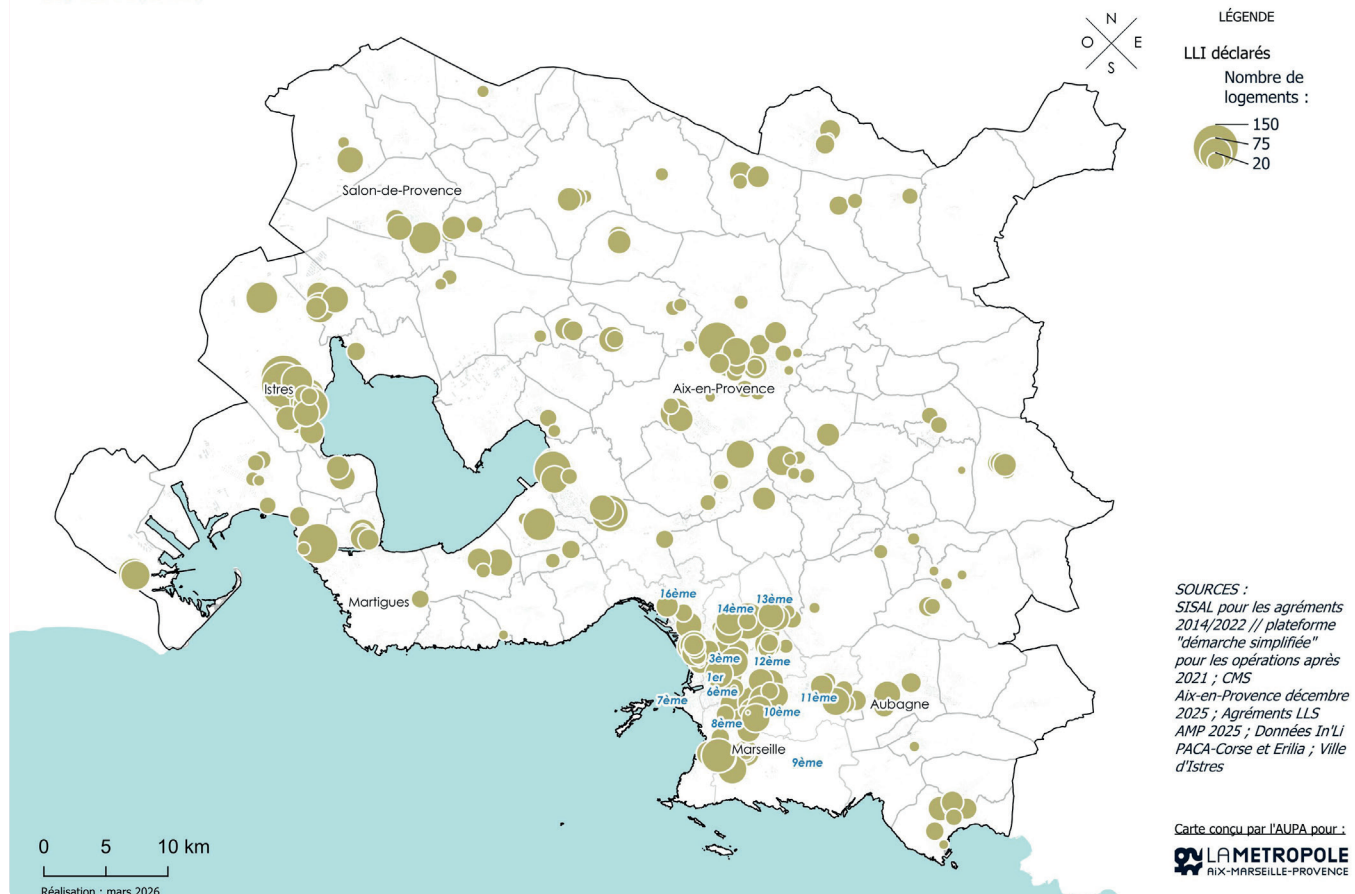 N
O E
S
LÉGENDE
LLI déclarés
Nombre de
logements :
150
75
20
Salon-de-Provence
Istres
Aix-en-Provence
Martigues
16ème
13ème
14ème
3ème
12ème
1er
6ème
7ème
11ème
Aubagne
10ème
8ème
Marseille
9ème
SOURCES :
SISAL pour les agréments
2014/2022 // plateforme
"démarche simplifiée"
pour les opérations après
2021 ; CMS
Aix-en-Provence décembre
2025 ; Agréments LLS
AMP 2025 ; Données In'Li
PACA-Corse et Erilia ; Ville
d'Istres
Carte conçu par l'AUPA pour :
LA METROPOLE
AIX-MARSEILLE-PROVENCE
0 5 10 km
Réalisation : mars 2026